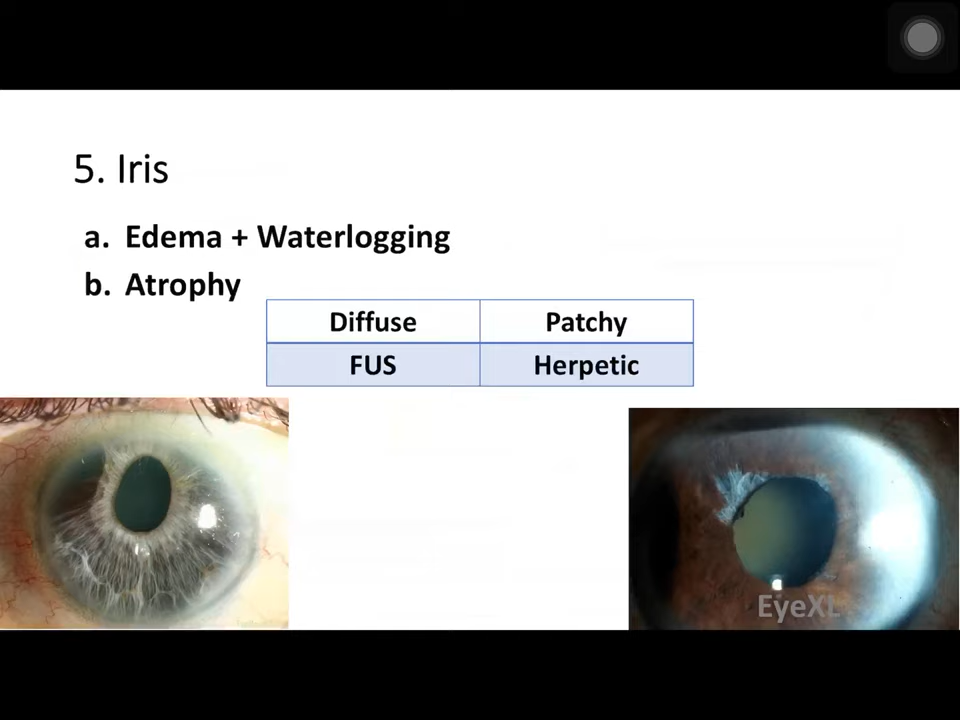 5. Iris
a. Edema + Waterlogging
b. Atrophy
Diffuse Patchy
FUS Herpetic
EyeXL